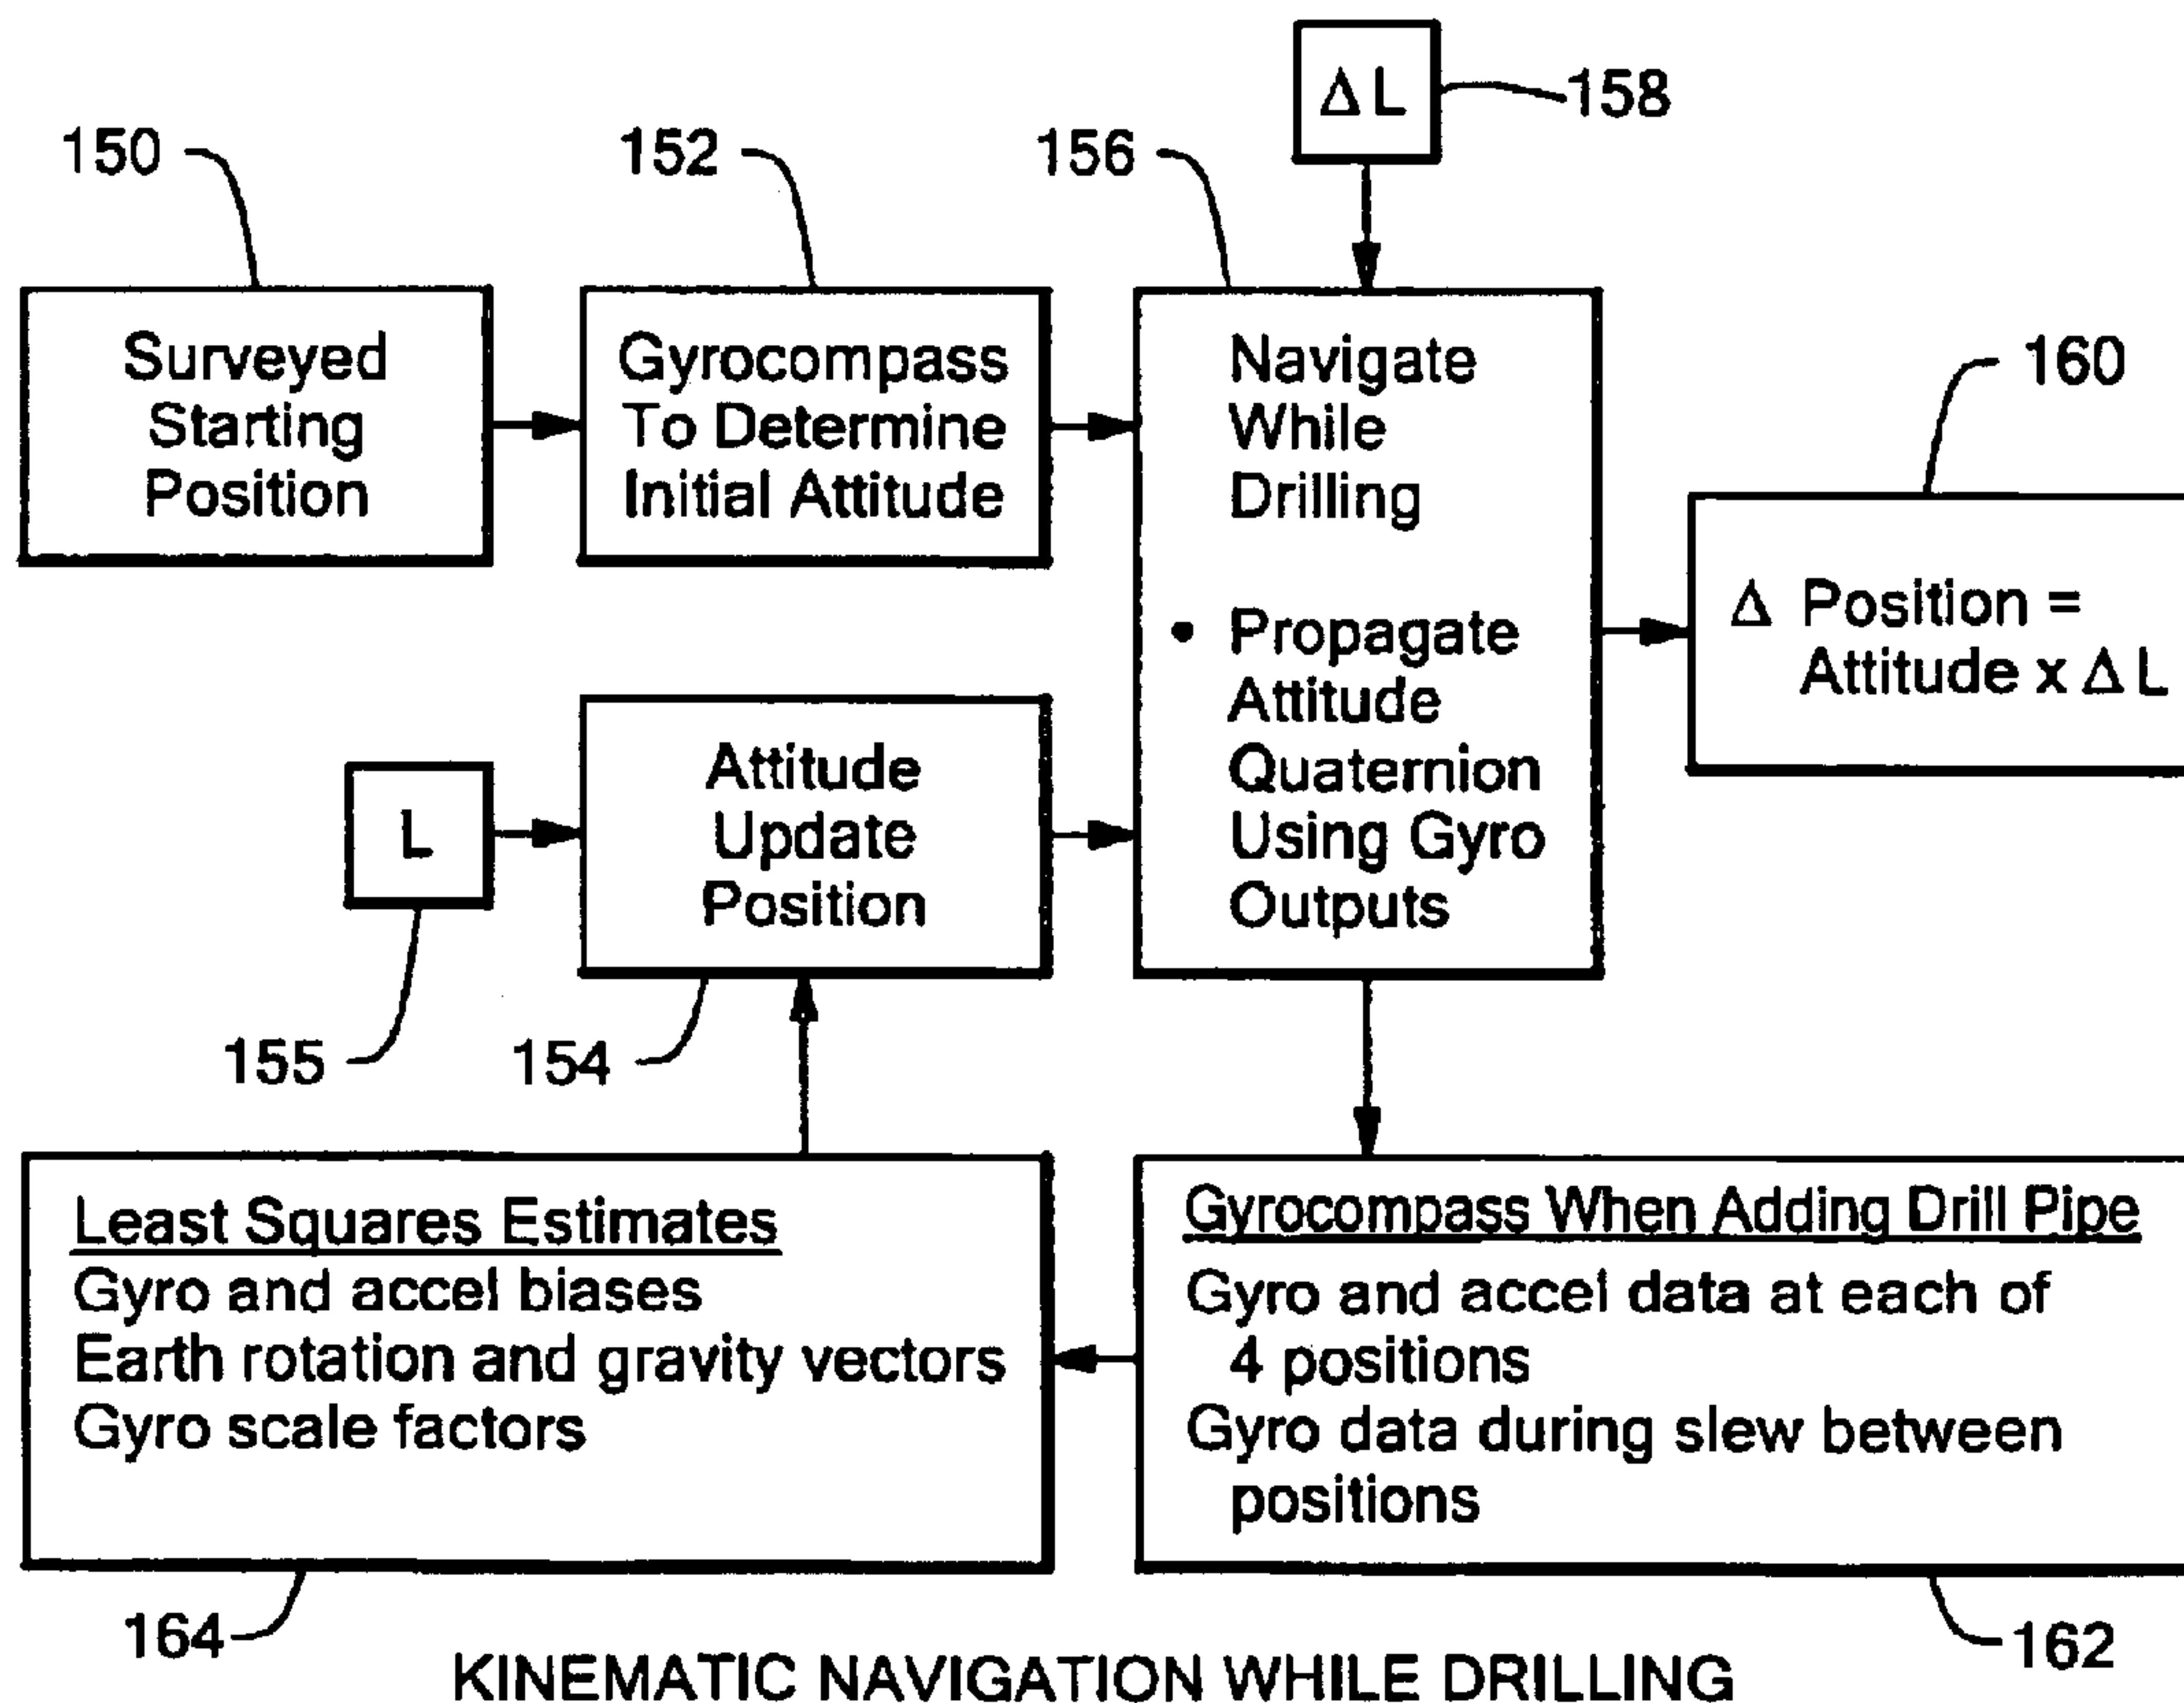 Δ L
158
150
152
156
Surveyed
Starting
Position
Gyrocompass
To Determine
Initial Attitude
Navigate
While
Drilling
• Propagate
Attitude
Quaternion
Using Gyro
Outputs
160
Δ Position =
Attitude x Δ L
L
Attitude
Update
Position
155
154
Least Squares Estimates
Gyro and accel biases
Earth rotation and gravity vectors
Gyro scale factors
Gyrocompass When Adding Drill Pipe
Gyro and accel data at each of
4 positions
Gyro data during slew between
positions
164
162
KINEMATIC NAVIGATION WHILE DRILLING